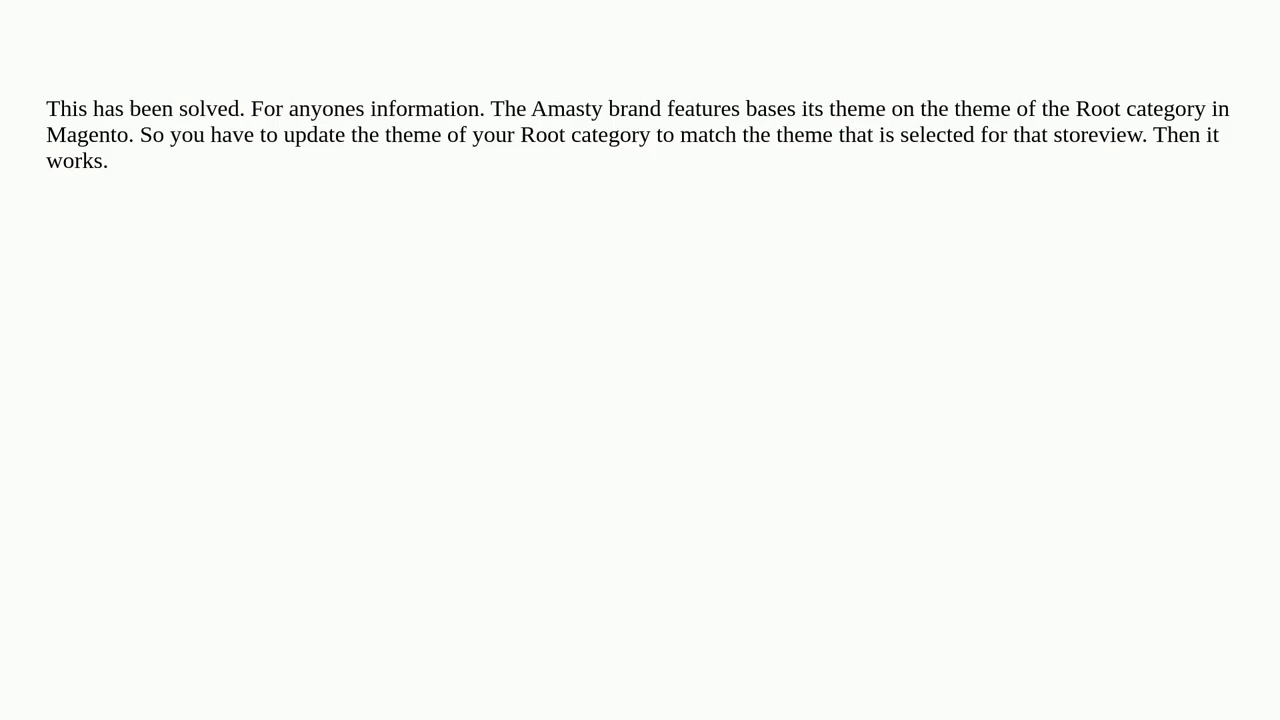 This has been solved. For anyones information. The Amasty brand features bases its theme on the theme of the Root category in
Magento. So you have to update the theme of your Root category to match the theme that is selected for that storeview. Then it
works.